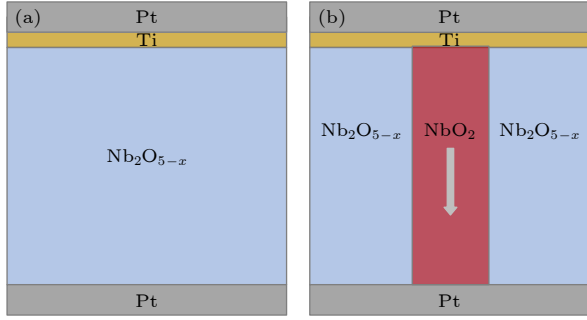 (a) Pt
Ti
Nb₂O₅₋ₓ
Pt
(b) Pt
Ti
Nb₂O₅₋ₓ NbO₂ Nb₂O₅₋ₓ
Pt